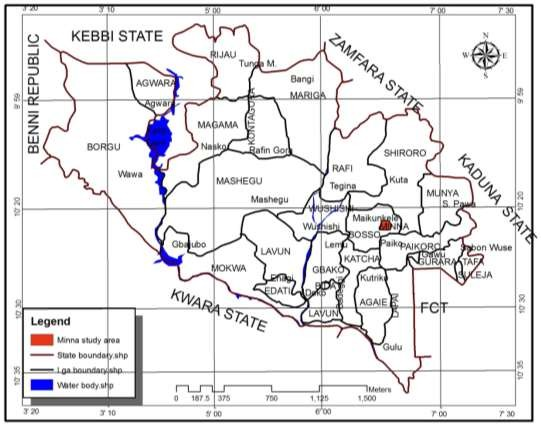 3 20
5 00
6 00
7 00
7 30
KEBBI STATE
RIJAU
Tunga M.
ZAMFARA STATE
N
W
E
S
BENNI REPUBLIC
AGWARA
Bangi
MARIGA
9 59
9 59
Agwara
MAGAMA
KONTAGORA
BORGU
Nasko
Rafin Gora
SHIRORO
KADUNA STATE
RAFI
Wawa
MASHEGU
Tegina
Kuta
MUNYA
Mashegu
S. Pawa
10 20
10 20
WUSHISHI
Maikunkele
Wushishi
BOSSO
MINNA
Gbajubo
Lemu
Paiko
PAIKORO
Sabon Wuse
LAVUN
KATCHA
Gawu
GURARA
TAFA
MOKWA
GBAKO
SULEJA
Enagi
Kutriko
EDATI
BIDA
Doko
AGAIE
LAPAI
KWARA STATE
LAVUN
FCT
10 30
10 30
Gulu
Legend
Minna study area
State boundary.shp
Lga boundary.shp
Water body.shp
10 35
10 35
Meters
0 187.5 375 750 1,125 1,500
3 20
3 10
5 00
6 00
7 00
7 30